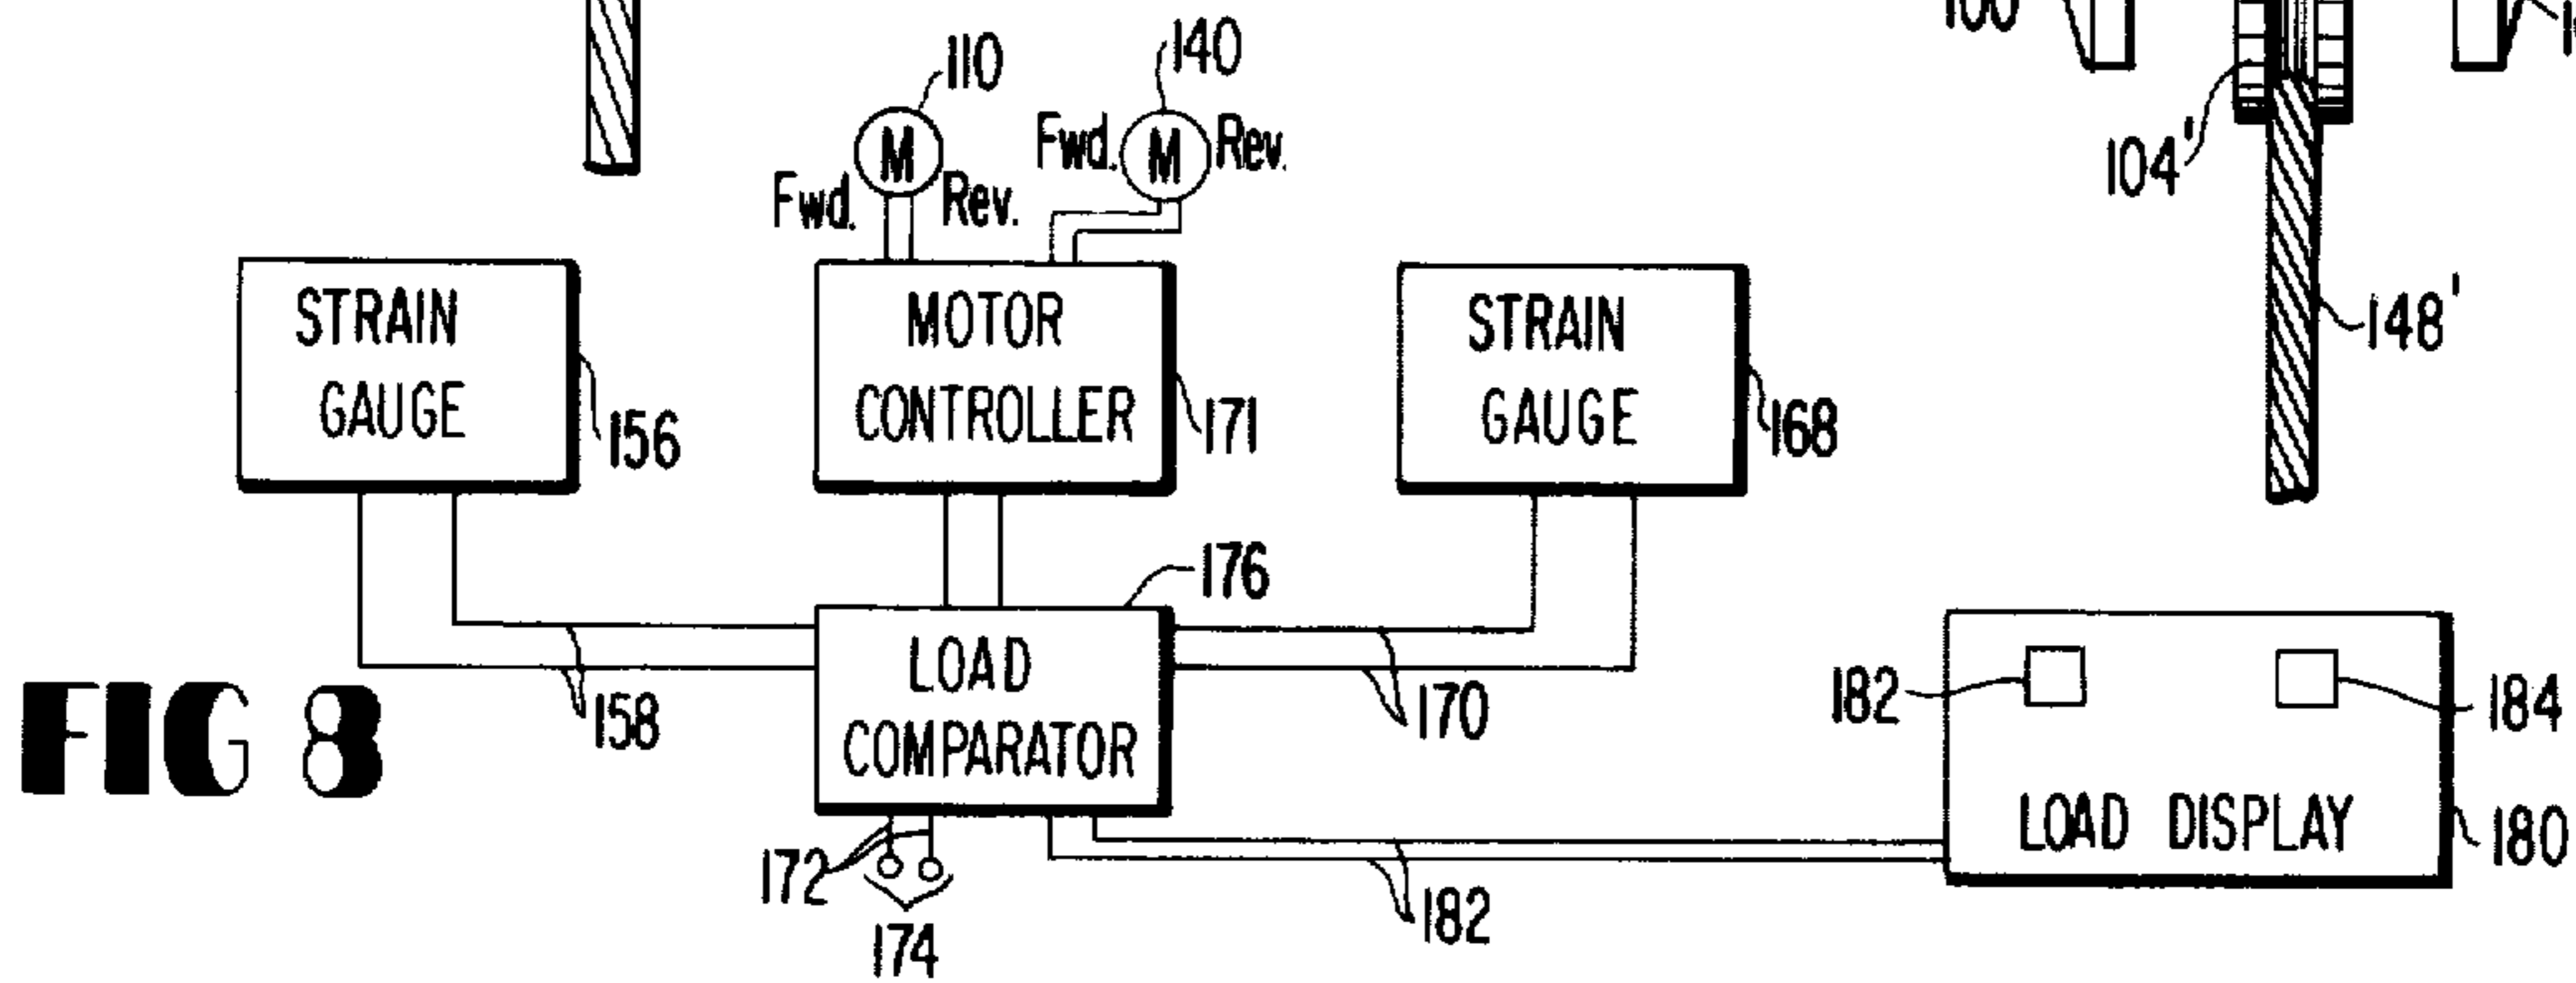 110
140
104'
Fwd.
M
Rev.
Fwd.
M
Rev.
148'
STRAIN
GAUGE
156
MOTOR
CONTROLLER
171
STRAIN
GAUGE
168
176
LOAD
COMPARATOR
158
170
172
174
182
182
184
LOAD DISPLAY
180
FIG 8